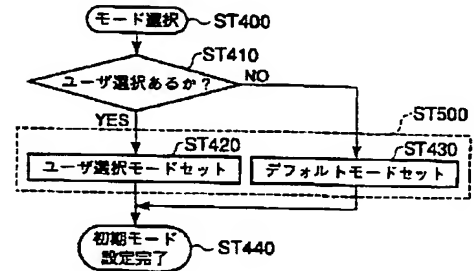 モード選択 ST400
ST410
ユーザ選択あるか? NO
YES
ST500
ST420 ST430
ユーザ選択モードセット デフォルトモードセット
初期モード
設定完了 ST440